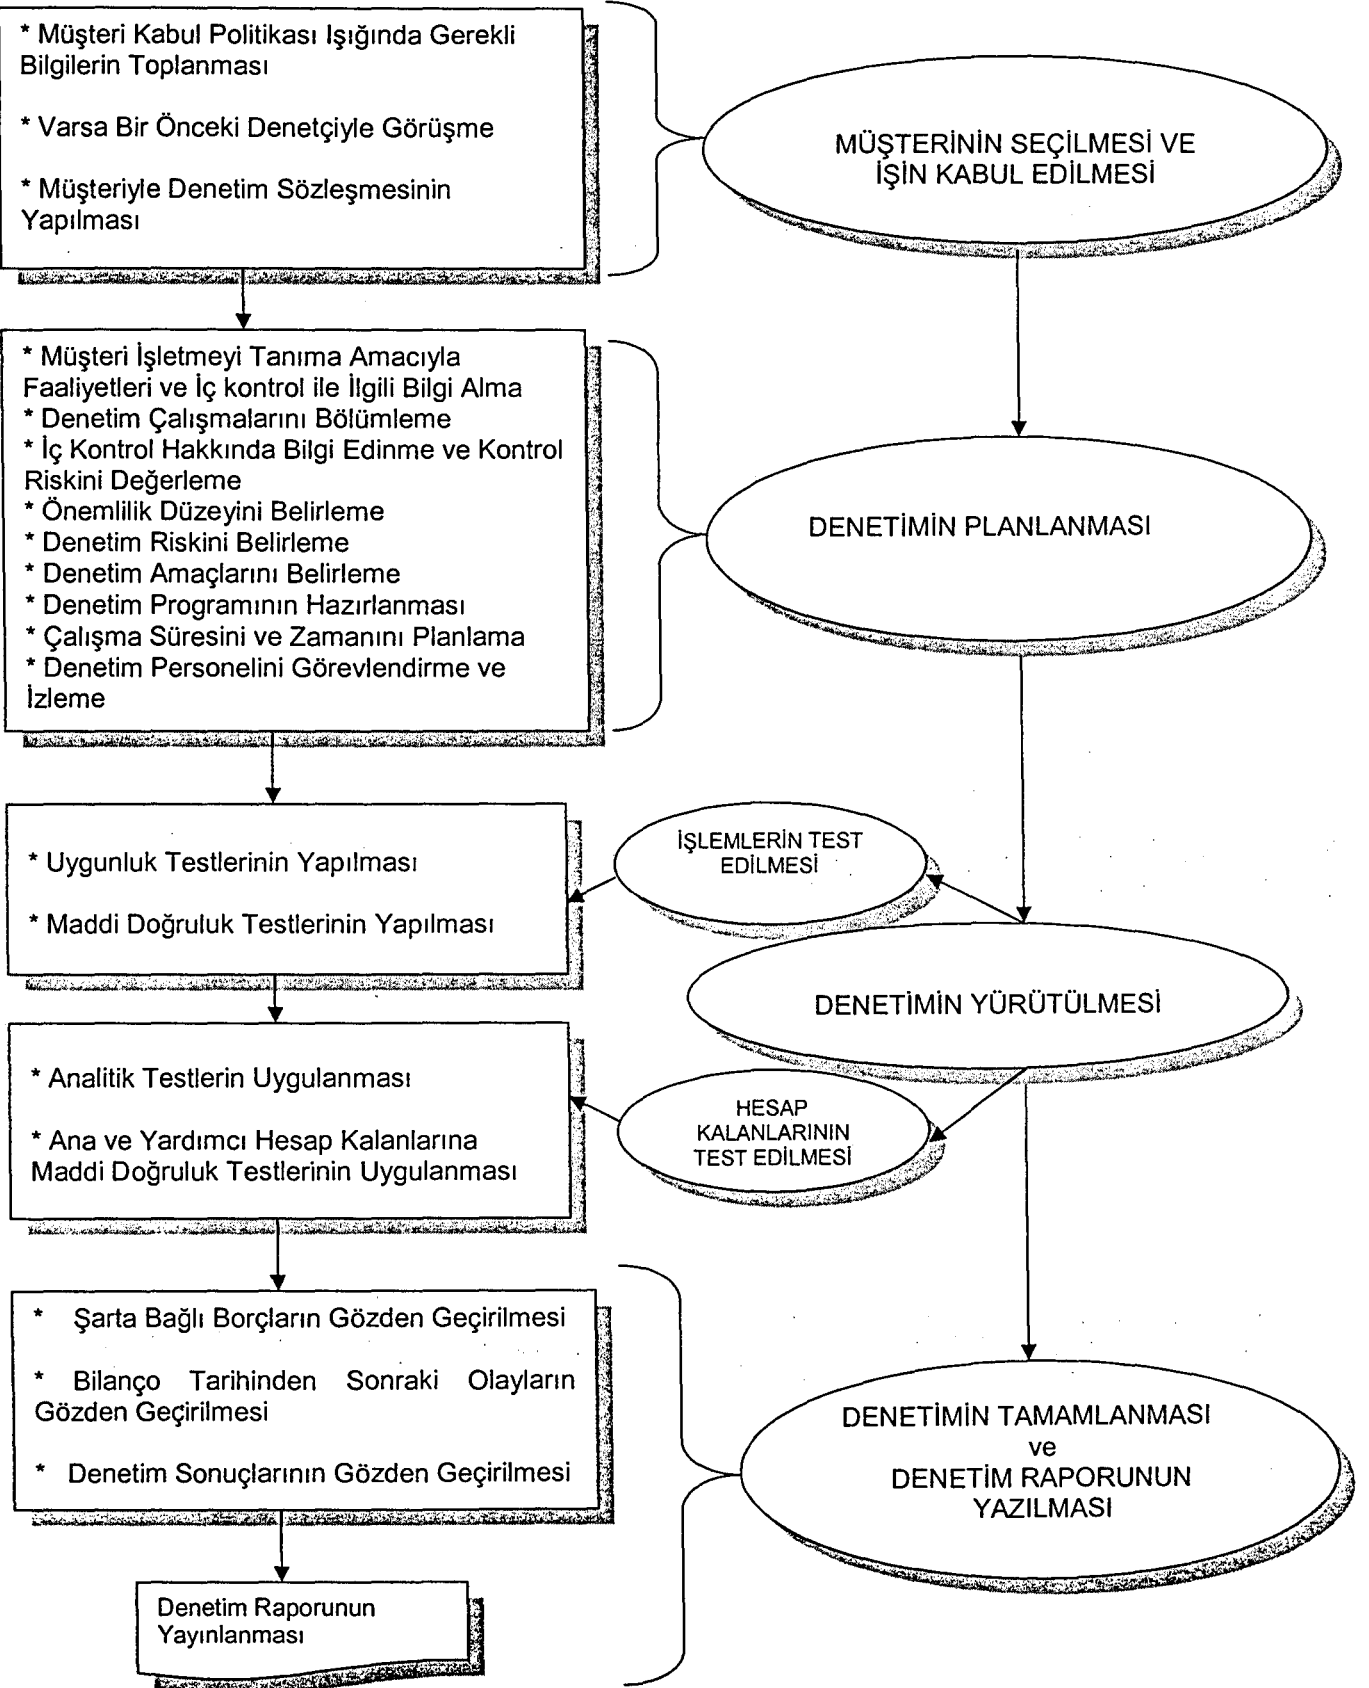 * Müşteri Kabul Politikası Işığında Gerekli
Bilgilerin Toplanması
* Varsa Bir Önceki Denetçiyle Görüşme
* Müşteriyle Denetim Sözleşmesinin
Yapılması
MÜŞTERİNİN SEÇİLMESİ VE
İŞİN KABUL EDİLMESİ
* Müşteri İşletmeyi Tanıma Amacıyla
Faaliyetleri ve İç kontrol ile İlgili Bilgi Alma
* Denetim Çalışmalarını Bölümleme
* İç Kontrol Hakkında Bilgi Edinme ve Kontrol
Riskini Değerleme
* Önemlilik Düzeyini Belirleme
* Denetim Riskini Belirleme
* Denetim Amaçlarını Belirleme
* Denetim Programının Hazırlanması
* Çalışma Süresini ve Zamanını Planlama
* Denetim Personelini Görevlendirme ve
İzleme
DENETİMİN PLANLANMASI
* Uygunluk Testlerinin Yapılması
* Maddi Doğruluk Testlerinin Yapılması
İŞLEMLERİN TEST
EDİLMESİ
DENETİMİN YÜRÜTÜLMESİ
* Analitik Testlerin Uygulanması
* Ana ve Yardımcı Hesap Kalanlarına
Maddi Doğruluk Testlerinin Uygulanması
HESAP
KALANLARININ
TEST EDİLMESİ
* Şarta Bağlı Borçların Gözden Geçirilmesi
* Bilanço Tarihinden Sonraki Olayların
Gözden Geçirilmesi
* Denetim Sonuçlarının Gözden Geçirilmesi
DENETİMİN TAMAMLANMASI
ve
DENETİM RAPORUNUN
YAZILMASI
Denetim Raporunun
Yayınlanması